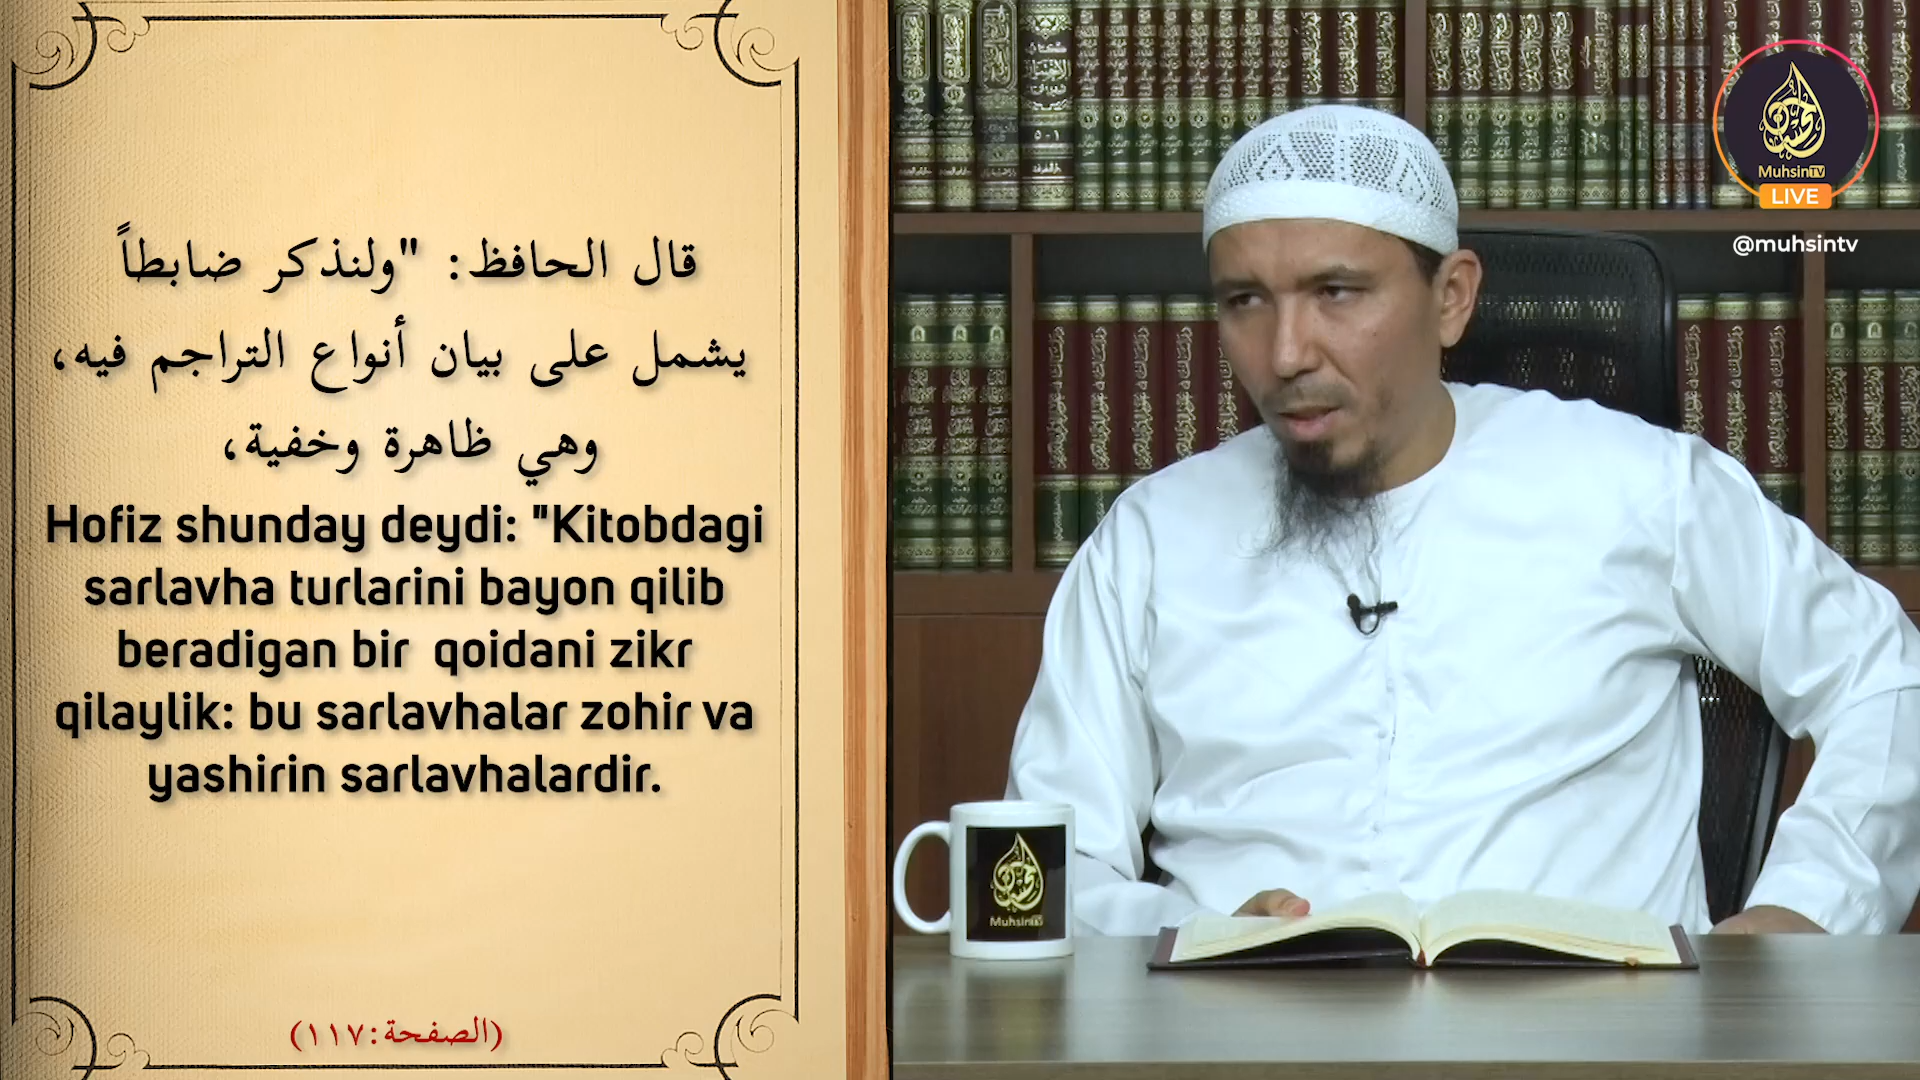 قال الحافظ: "ولنذكر ضابطاً
يشمل على بيان أنواع التراجم فيه،
وهي ظاهرة وخفية،
Hofiz shunday deydi: "Kitobdagi
sarlavha turlarini bayon qilib
beradigan bir qoidani zikr
qilaylik: bu sarlavhalar zohir va
yashirin sarlavhalardir.
(الصفحة:١١٧)
MuhsinTV
LIVE
@muhsintv
MuhsinTV